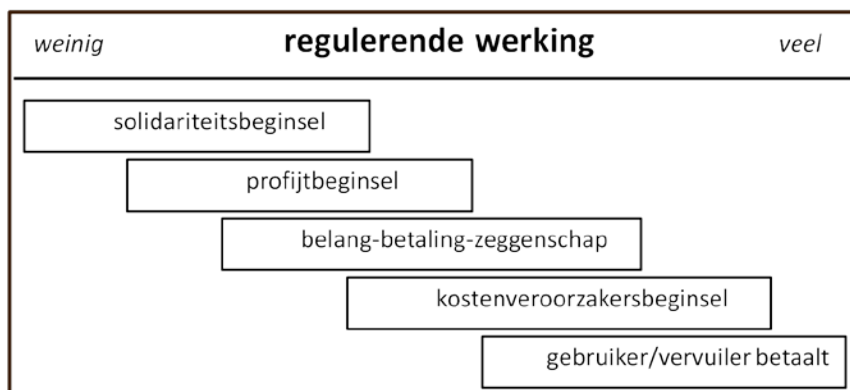 weinig regulerende werking veel
solidariteitsbeginsel
profijtbeginsel
belang-betaling-zeggenschap
kostenveroorzakersbeginsel
gebruiker/vervuiler betaalt